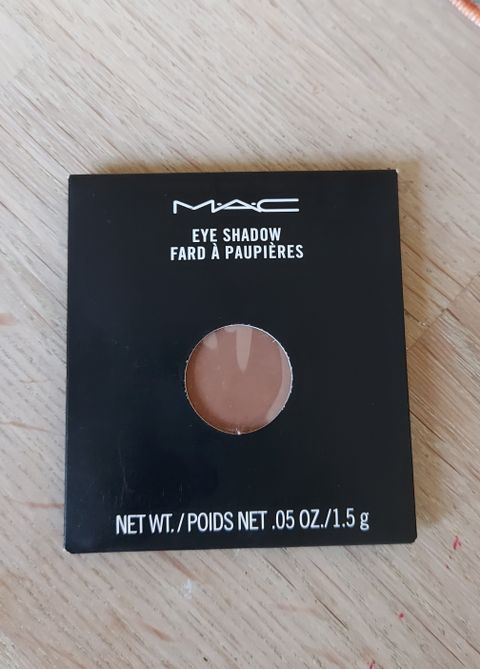 M·A·C
EYE SHADOW
FARD À PAUPIÈRES
NET WT. / POIDS NET .05 OZ./1.5 g